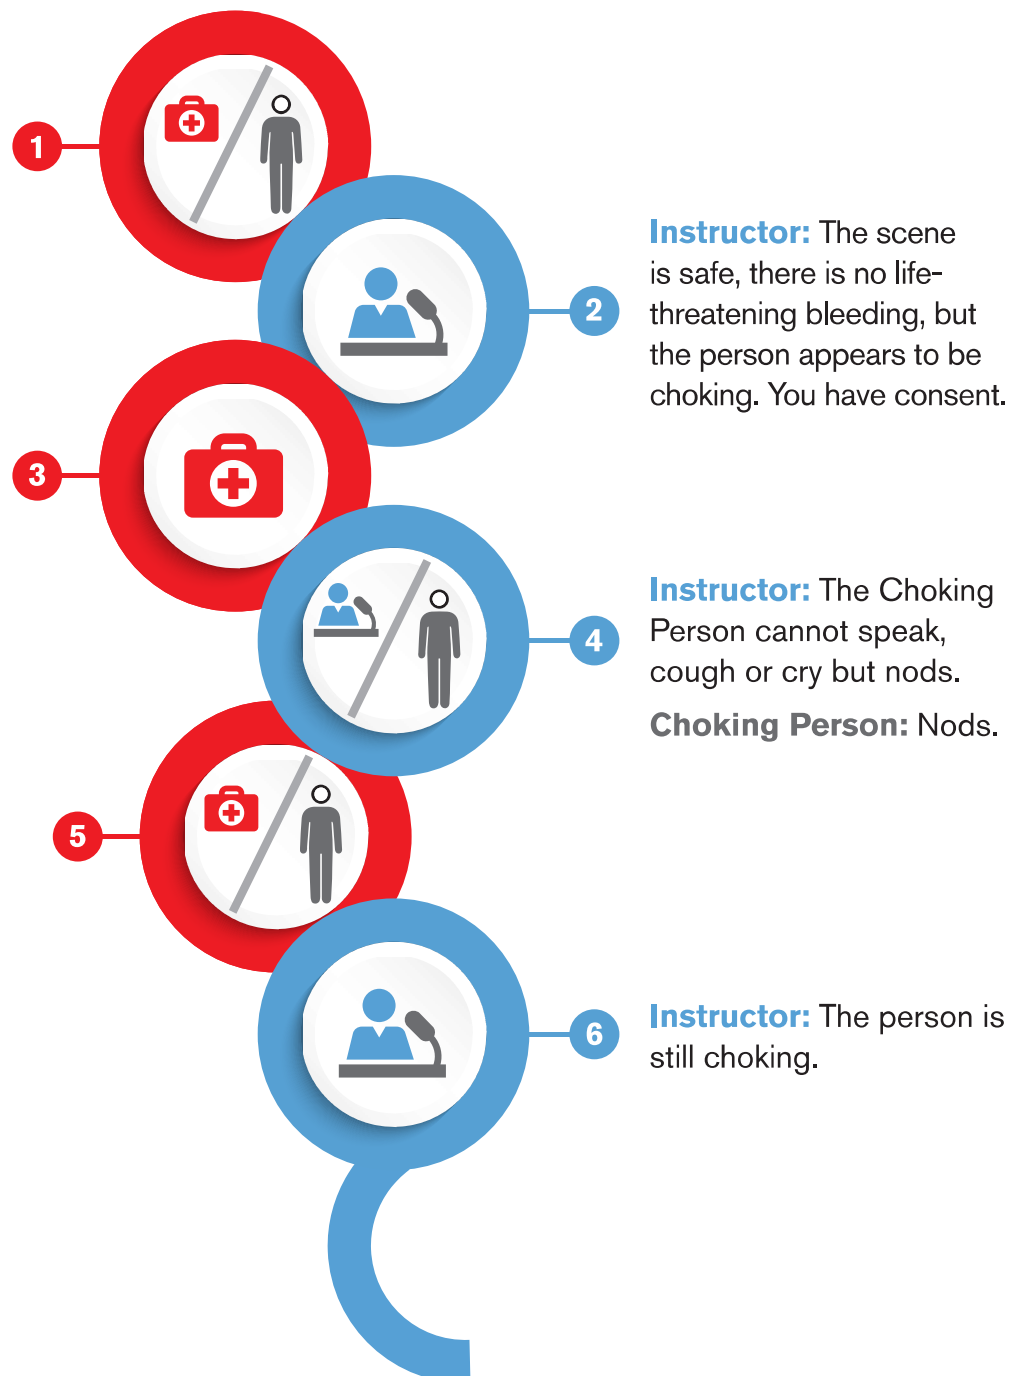 1
Instructor: The scene
is safe, there is no life-
threatening bleeding, but
the person appears to be
choking. You have consent.
2
3
Instructor: The Choking
Person cannot speak,
cough or cry but nods.
Choking Person: Nods.
4
5
Instructor: The person is
still choking.
6